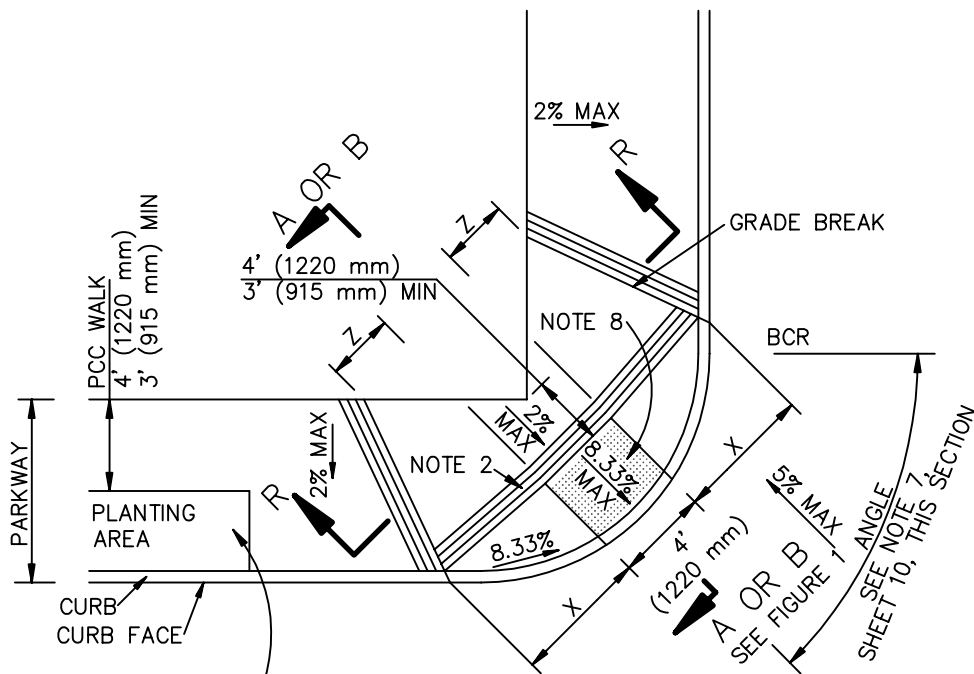 2% MAX
R
A OR B
Z
GRADE BREAK
4' (1220 mm)
3' (915 mm) MIN
PCC WALK
4' (1220 mm)
3' (915 mm) MIN
NOTE 8
Z
BCR
2%
MAX
2% MAX
NOTE 2
8.33%
MAX
X
PARKWAY
R
PLANTING
AREA
8.33%
5% MAX
ANGLE
SEE NOTE 7,
SHEET 10, THIS SECTION
4'
(1220 mm)
A OR B
SEE FIGURE 1
X
CURB
CURB FACE